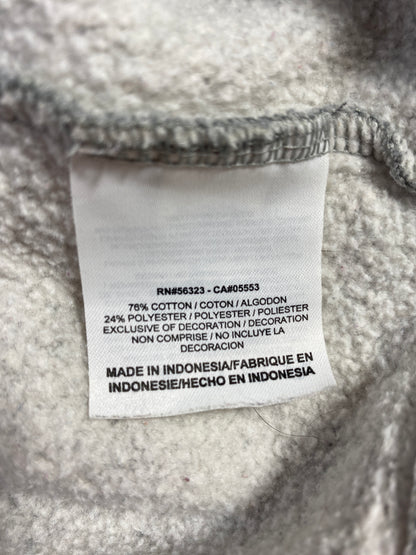 RN#56323 - CA#05553
76% COTTON / COTON / ALGODON
24% POLYESTER / POLYESTER / POLIESTER
EXCLUSIVE OF DECORATION / DECORATION
NON COMPRISE / NO INCLUYE LA
DECORACION
MADE IN INDONESIA/FABRIQUE EN
INDONESIE/HECHO EN INDONESIA